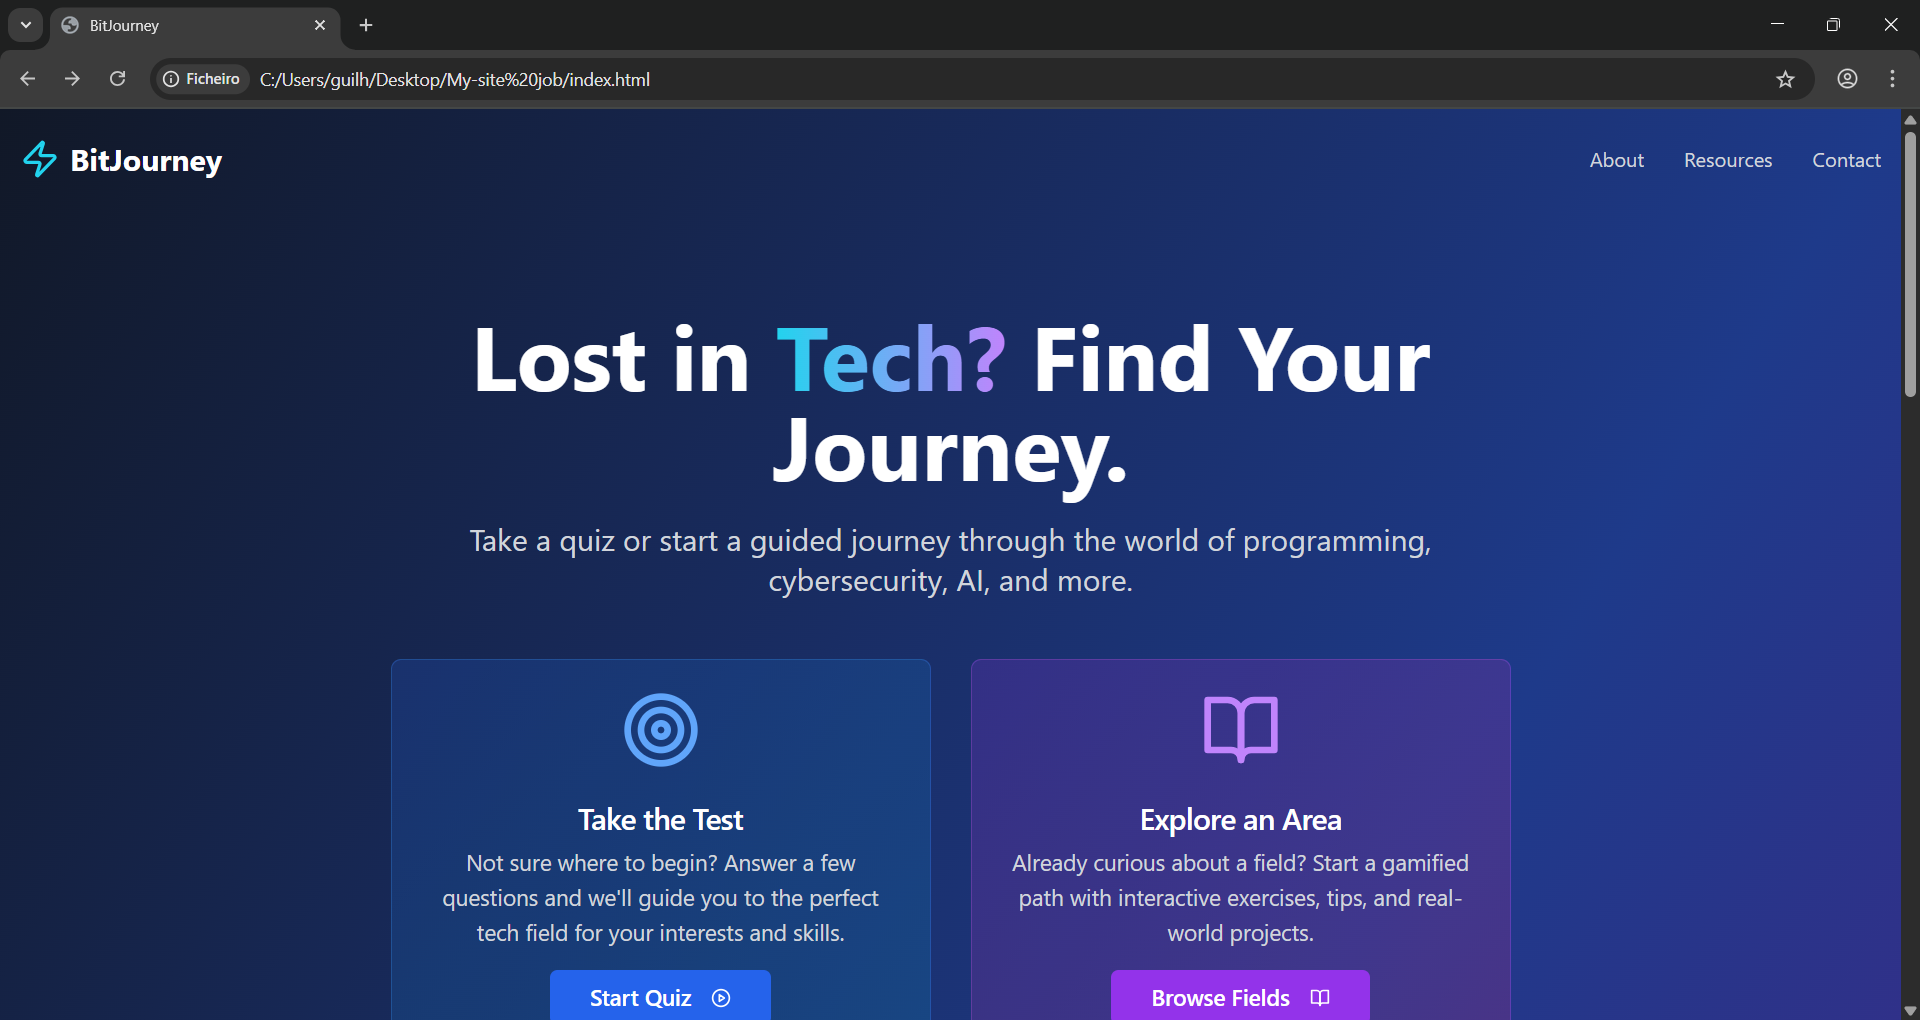 BitJourney
Ficheiro
C:/Users/guilh/Desktop/My-site%20job/index.html
BitJourney
About
Resources
Contact
Lost in Tech? Find Your
Journey.
Take a quiz or start a guided journey through the world of programming,
cybersecurity, AI, and more.
Take the Test
Not sure where to begin? Answer a few
questions and we'll guide you to the perfect
tech field for your interests and skills.
Start Quiz
Explore an Area
Already curious about a field? Start a gamified
path with interactive exercises, tips, and real-
world projects.
Browse Fields